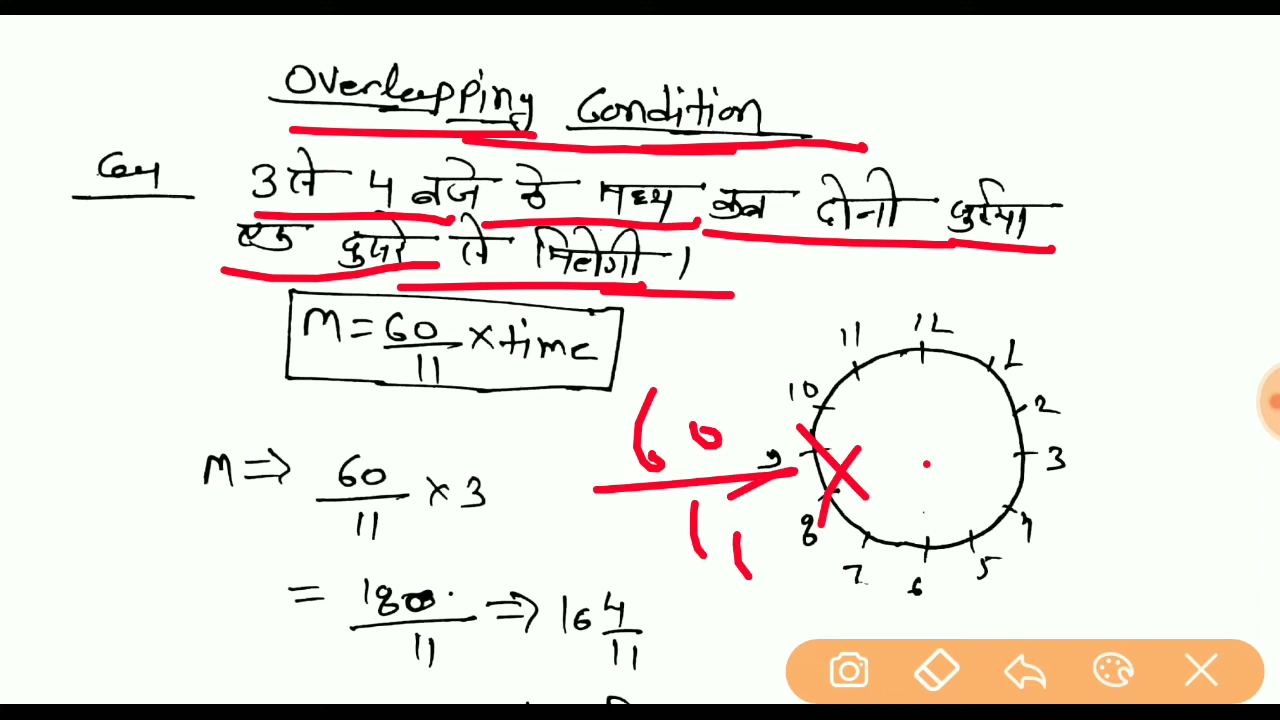 Overlapping Condition
3 से 4 बजे के मध्य कब दोनो सुईया
एक दुसरे से मिलेगी ।
M = 60/11 × time
M ⇒ 60/11 × 3
= 180/11 ⇒ 16 4/11
60/11 ×
12
1
2
3
4
5
6
7
8
9
10
11